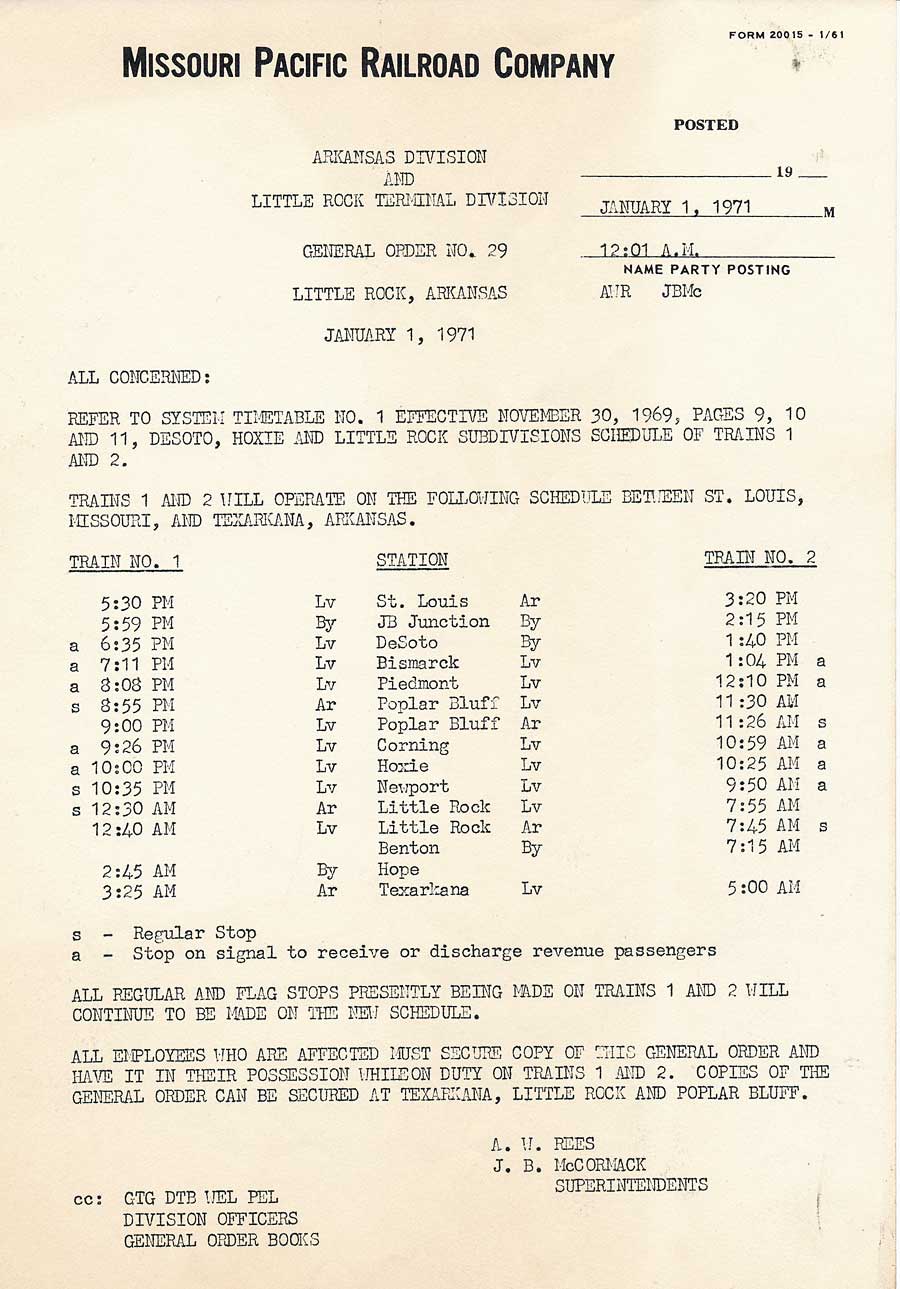 FORM 20015 - 1/61
MISSOURI PACIFIC RAILROAD COMPANY
POSTED
19
JANUARY 1, 1971 M
12:01 A.M.
NAME PARTY POSTING
AWR JBMc
ARKANSAS DIVISION
AND
LITTLE ROCK TERMINAL DIVISION
GENERAL ORDER NO. 29
LITTLE ROCK, ARKANSAS
JANUARY 1, 1971
ALL CONCERNED:
REFER TO SYSTEM TIMETABLE NO. 1 EFFECTIVE NOVEMBER 30, 1969, PAGES 9, 10
AND 11, DESOTO, HOXIE AND LITTLE ROCK SUBDIVISIONS SCHEDULE OF TRAINS 1
AND 2.
TRAINS 1 AND 2 WILL OPERATE ON THE FOLLOWING SCHEDULE BETWEEN ST. LOUIS,
MISSOURI, AND TEXARKANA, ARKANSAS.
TRAIN NO. 1 STATION TRAIN NO. 2
5:30 PM Lv St. Louis Ar 3:20 PM
5:59 PM By JB Junction By 2:15 PM
a 6:35 PM Lv DeSoto By 1:40 PM
a 7:11 PM Lv Bismarck Lv 1:04 PM a
a 8:08 PM Lv Piedmont Lv 12:10 PM a
s 8:55 PM Ar Poplar Bluff Lv 11:30 AM
9:00 PM Lv Poplar Bluff Ar 11:26 AM s
a 9:26 PM Lv Corning Lv 10:59 AM a
a 10:00 PM Lv Hoxie Lv 10:25 AM a
s 10:35 PM Lv Newport Lv 9:50 AM a
s 12:30 AM Ar Little Rock Lv 7:55 AM
12:40 AM Lv Little Rock Ar 7:45 AM s
Benton By 7:15 AM
2:45 AM By Hope
3:25 AM Ar Texarkana Lv 5:00 AM
s - Regular Stop
a - Stop on signal to receive or discharge revenue passengers
ALL REGULAR AND FLAG STOPS PRESENTLY BEING MADE ON TRAINS 1 AND 2 WILL
CONTINUE TO BE MADE ON THE NEW SCHEDULE.
ALL EMPLOYEES WHO ARE AFFECTED MUST SECURE COPY OF THIS GENERAL ORDER AND
HAVE IT IN THEIR POSSESSION WHILEON DUTY ON TRAINS 1 AND 2. COPIES OF THE
GENERAL ORDER CAN BE SECURED AT TEXARKANA, LITTLE ROCK AND POPLAR BLUFF.
A. W. REES
J. B. McCORMACK
SUPERINTENDENTS
cc: GTG DTB WEL PEL
DIVISION OFFICERS
GENERAL ORDER BOOKS